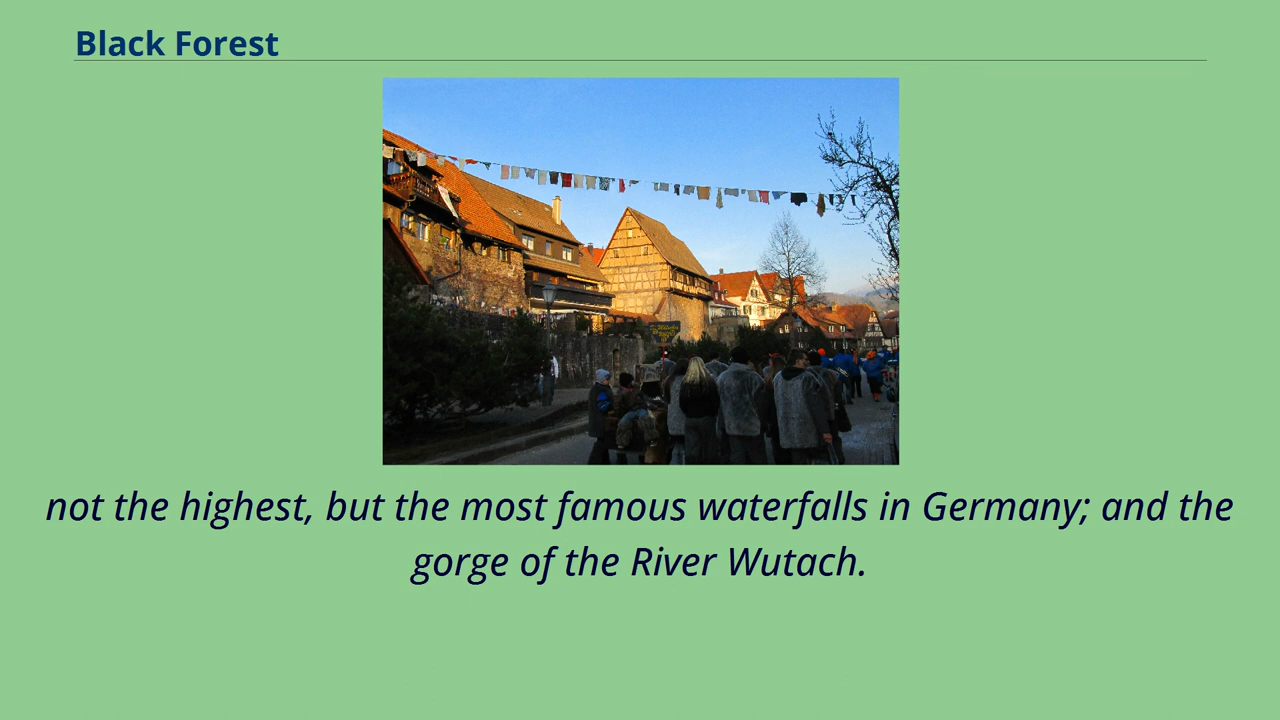 Black Forest
not the highest, but the most famous waterfalls in Germany; and the
gorge of the River Wutach.